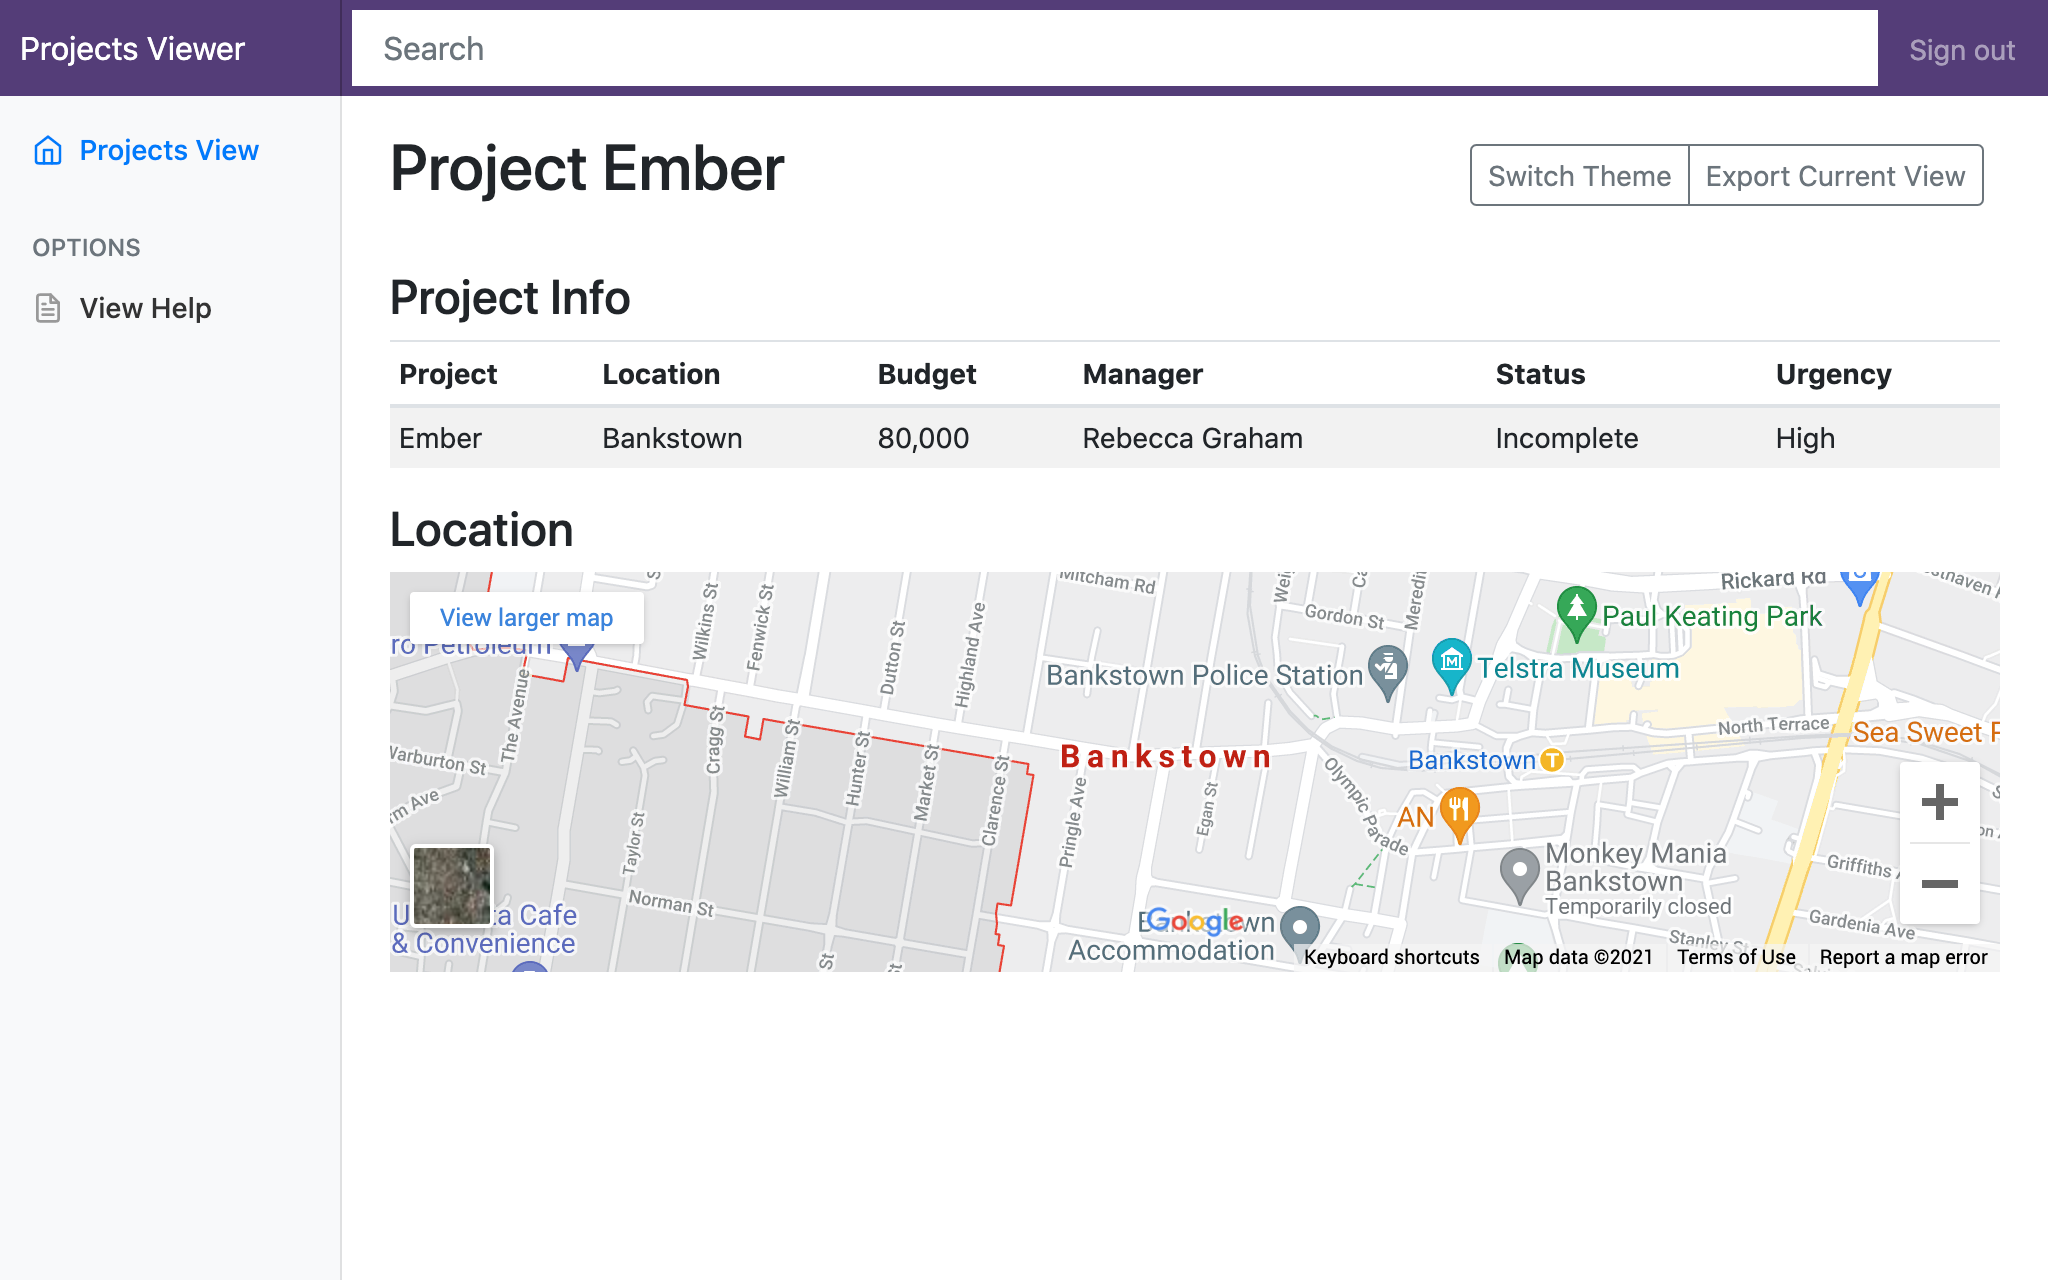 Projects Viewer
Search
Sign out
Projects View
OPTIONS
View Help
Project Ember
Switch Theme
Export Current View
Project Info
Project Location Budget Manager Status Urgency
Ember Bankstown 80,000 Rebecca Graham Incomplete High
Location
View larger map
ro Petroleum
Wilkins St
Fenwick St
Dutton St
Highland Ave
Mitcham Rd
Gordon St
Rickard Rd
Paul Keating Park
Bankstown Police Station
Telstra Museum
The Avenue
Cragg St
William St
Hunter St
Market St
Clarence St
Bankstown
North Terrace
Sea Sweet
Bankstown
Warburton St
rm Ave
Taylor St
Pringle Ave
Egan St
Olympic Parade
AN
Monkey Mania
Bankstown
Temporarily closed
Griffiths
Gardenia Ave
Norman St
Stanley St
Cafe
& Convenience
Google
Accommodation
St
Keyboard shortcuts
Map data ©2021
Terms of Use
Report a map error